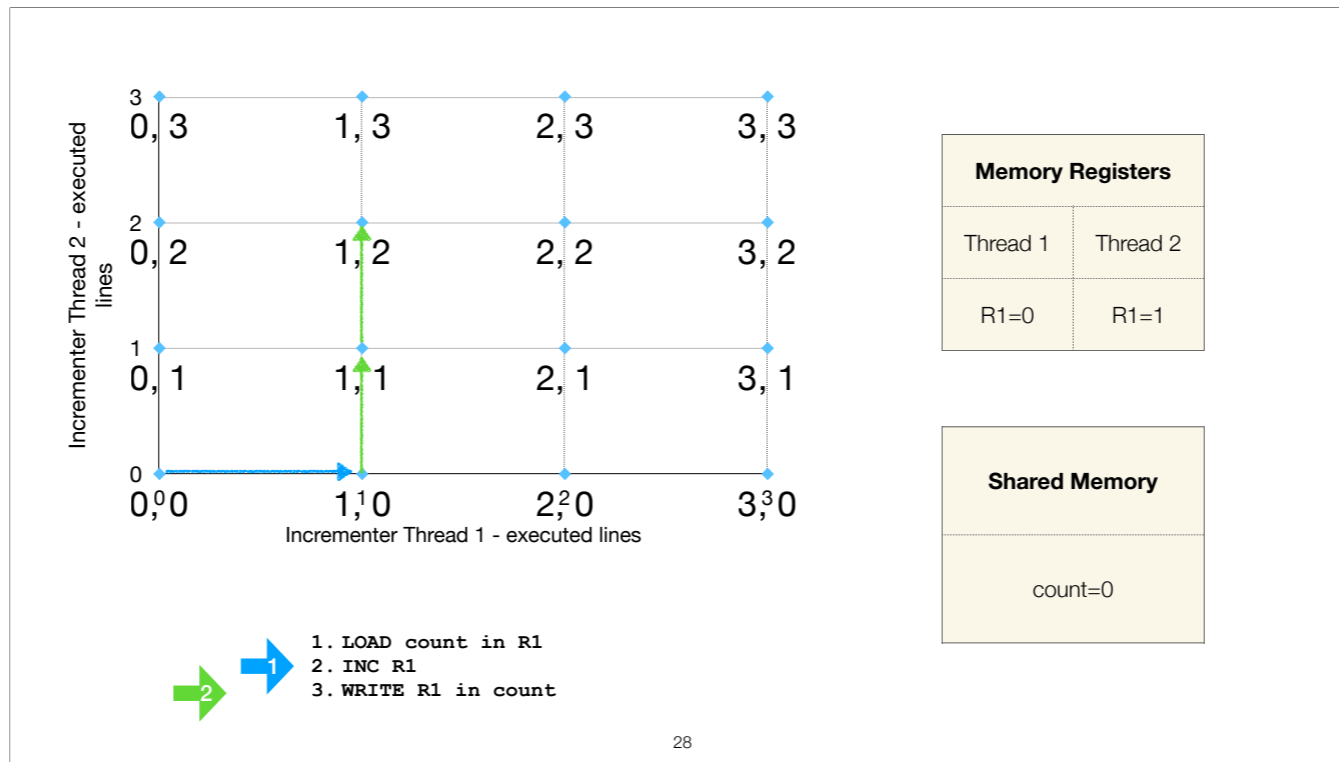 3
0, 3
1, 3
2, 3
3, 3
2
0, 2
1, 2
2, 2
3, 2
1
0, 1
1, 1
2, 1
3, 1
0
0 1 2 3
0, 0
1, 0
2, 0
3, 0
Incrementer Thread 2 - executed
lines
Incrementer Thread 1 - executed lines
Memory Registers
Thread 1 Thread 2
R1=0 R1=1
Shared Memory
count=0
1
2
1. LOAD count in R1
2. INC R1
3. WRITE R1 in count
28